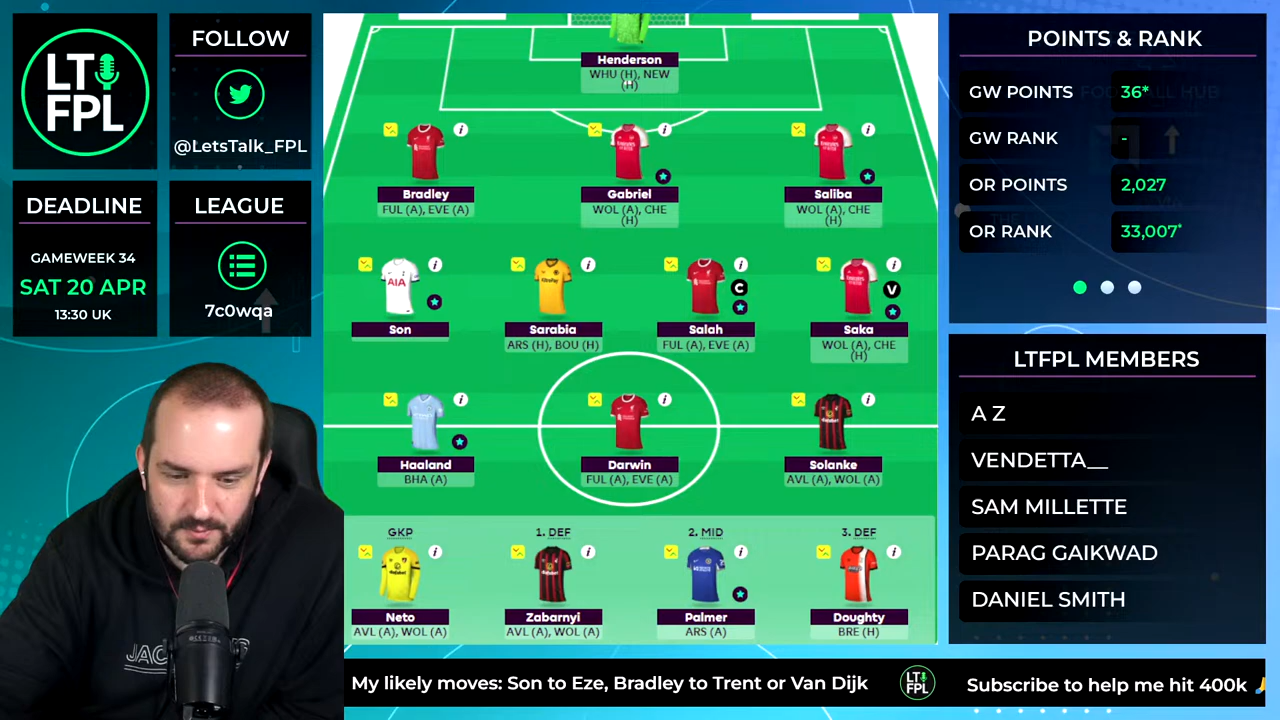 LT
FPL
FOLLOW
@LetsTalk_FPL
DEADLINE
GAMEWEEK 34
SAT 20 APR
13:30 UK
LEAGUE
7c0wqa
Henderson
WHU (H), NEW
(H)
Bradley
FUL (A), EVE (A)
Gabriel
WOL (A), CHE
(H)
Saliba
WOL (A), CHE
(H)
AIA
Son
Sarabia
ARS (H), BOU (H)
C
Salah
FUL (A), EVE (A)
V
Saka
WOL (A), CHE
(H)
Haaland
BHA (A)
Darwin
FUL (A), EVE (A)
Solanke
AVL (A), WOL (A)
GKP
Neto
AVL (A), WOL (A)
1. DEF
Zabarnyi
AVL (A), WOL (A)
2. MID
Palmer
ARS (A)
3. DEF
Doughty
BRE (H)
POINTS & RANK
GW POINTS 36*
GW RANK -
OR POINTS 2,027
OR RANK 33,007*
LTFPL MEMBERS
A Z
VENDETTA__
SAM MILLETTE
PARAG GAIKWAD
DANIEL SMITH
My likely moves: Son to Eze, Bradley to Trent or Van Dijk
LT
FPL
Subscribe to help me hit 400k